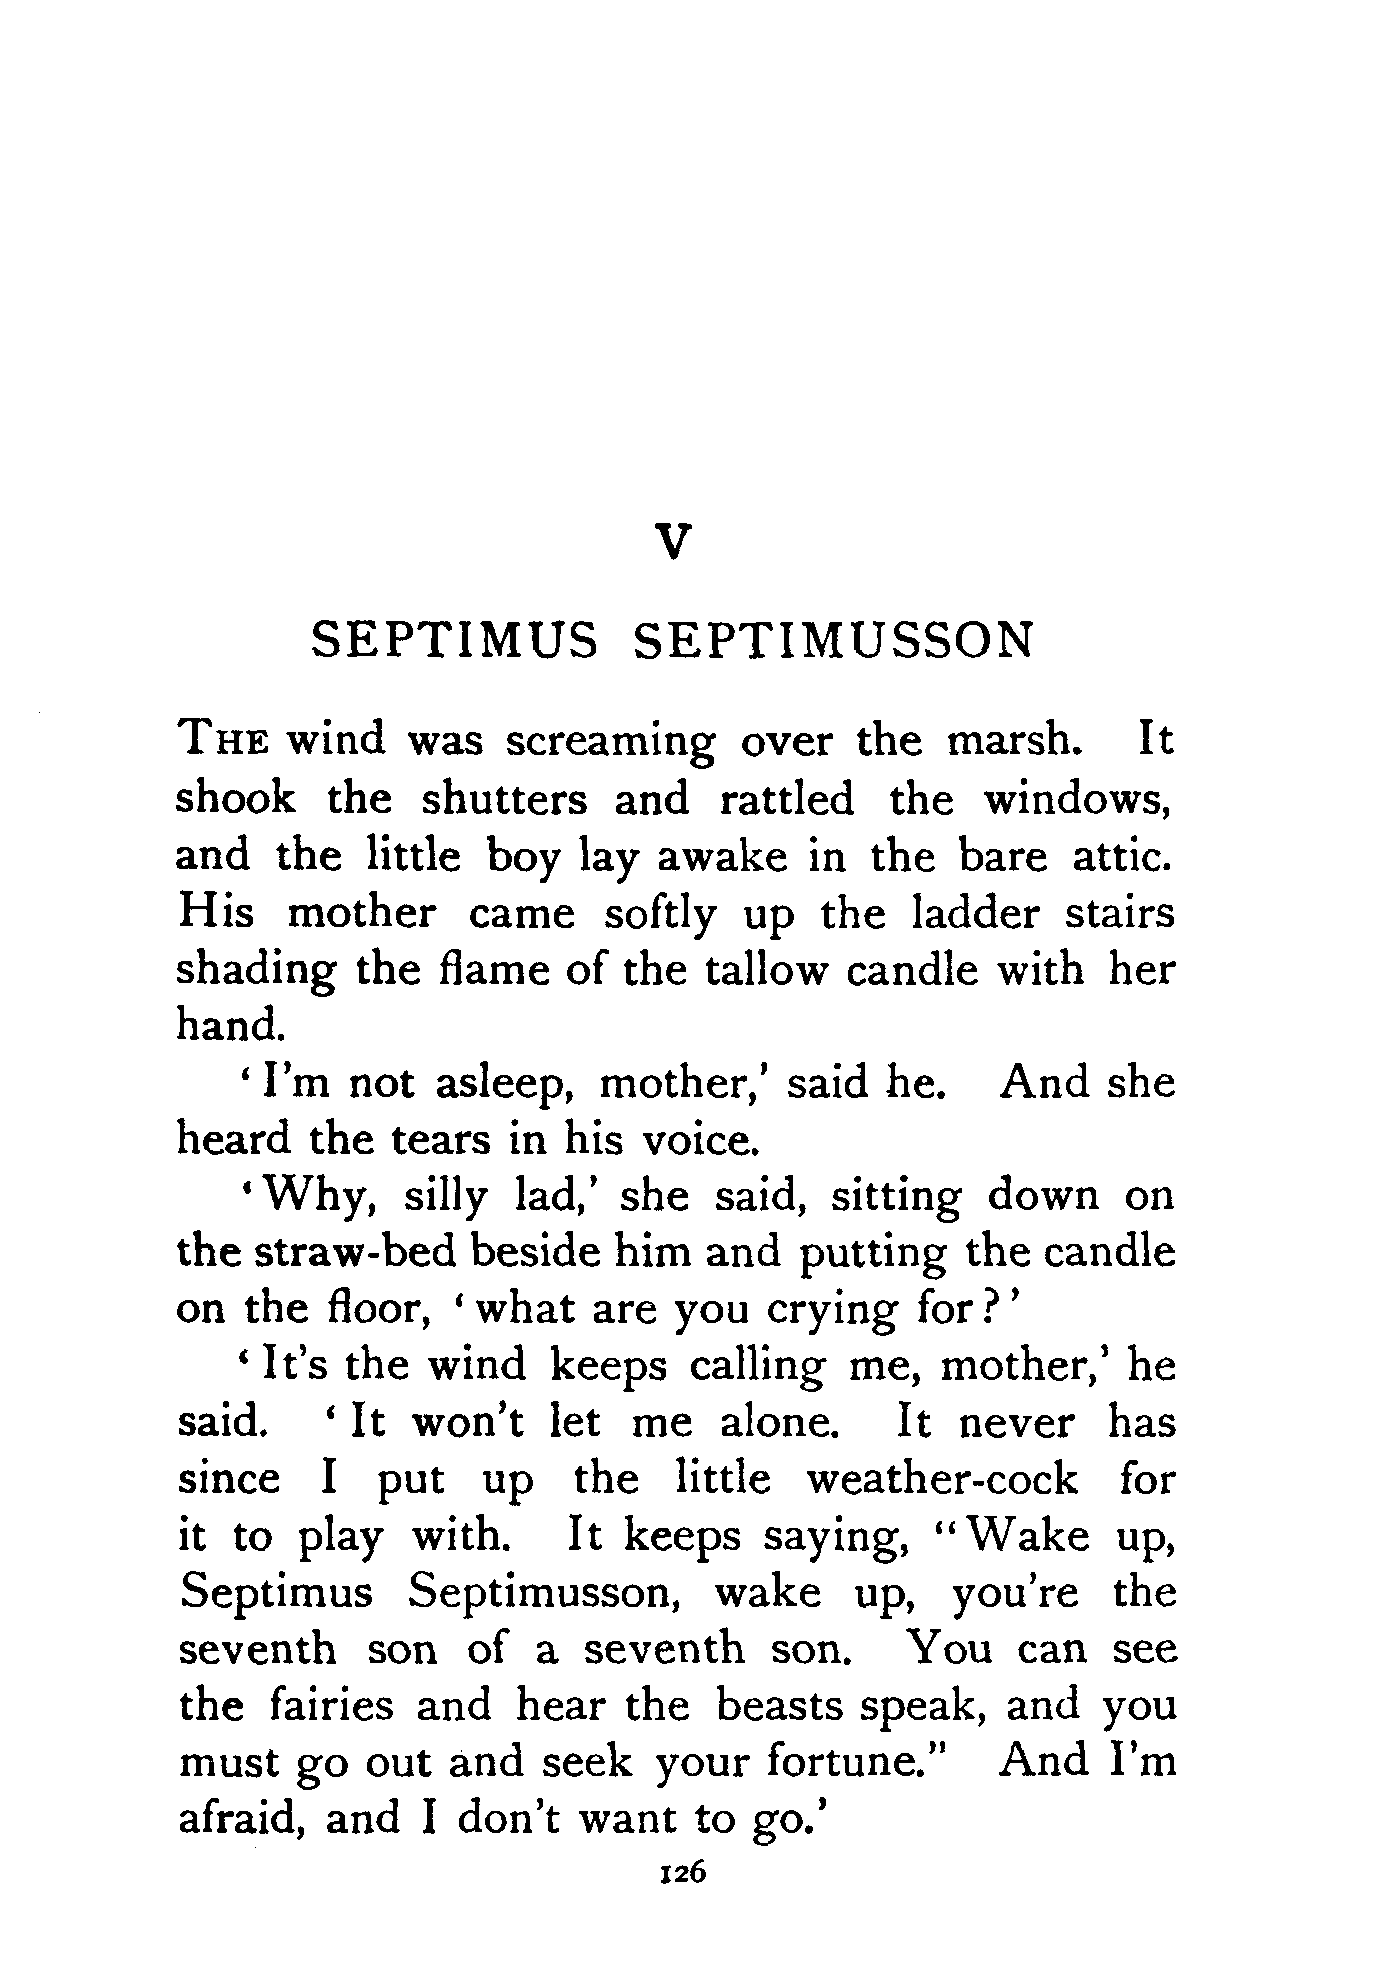 V
SEPTIMUS SEPTIMUSSON
THE wind was screaming over the marsh. It
shook the shutters and rattled the windows,
and the little boy lay awake in the bare attic.
His mother came softly up the ladder stairs
shading the flame of the tallow candle with her
hand.
‘I’m not asleep, mother,’ said he. And she
heard the tears in his voice.
‘Why, silly lad,’ she said, sitting down on
the straw-bed beside him and putting the candle
on the floor, ‘what are you crying for?’
‘It’s the wind keeps calling me, mother,’ he
said. ‘It won’t let me alone. It never has
since I put up the little weather-cock for
it to play with. It keeps saying, “Wake up,
Septimus Septimusson, wake up, you’re the
seventh son of a seventh son. You can see
the fairies and hear the beasts speak, and you
must go out and seek your fortune.” And I’m
afraid, and I don’t want to go.’
126